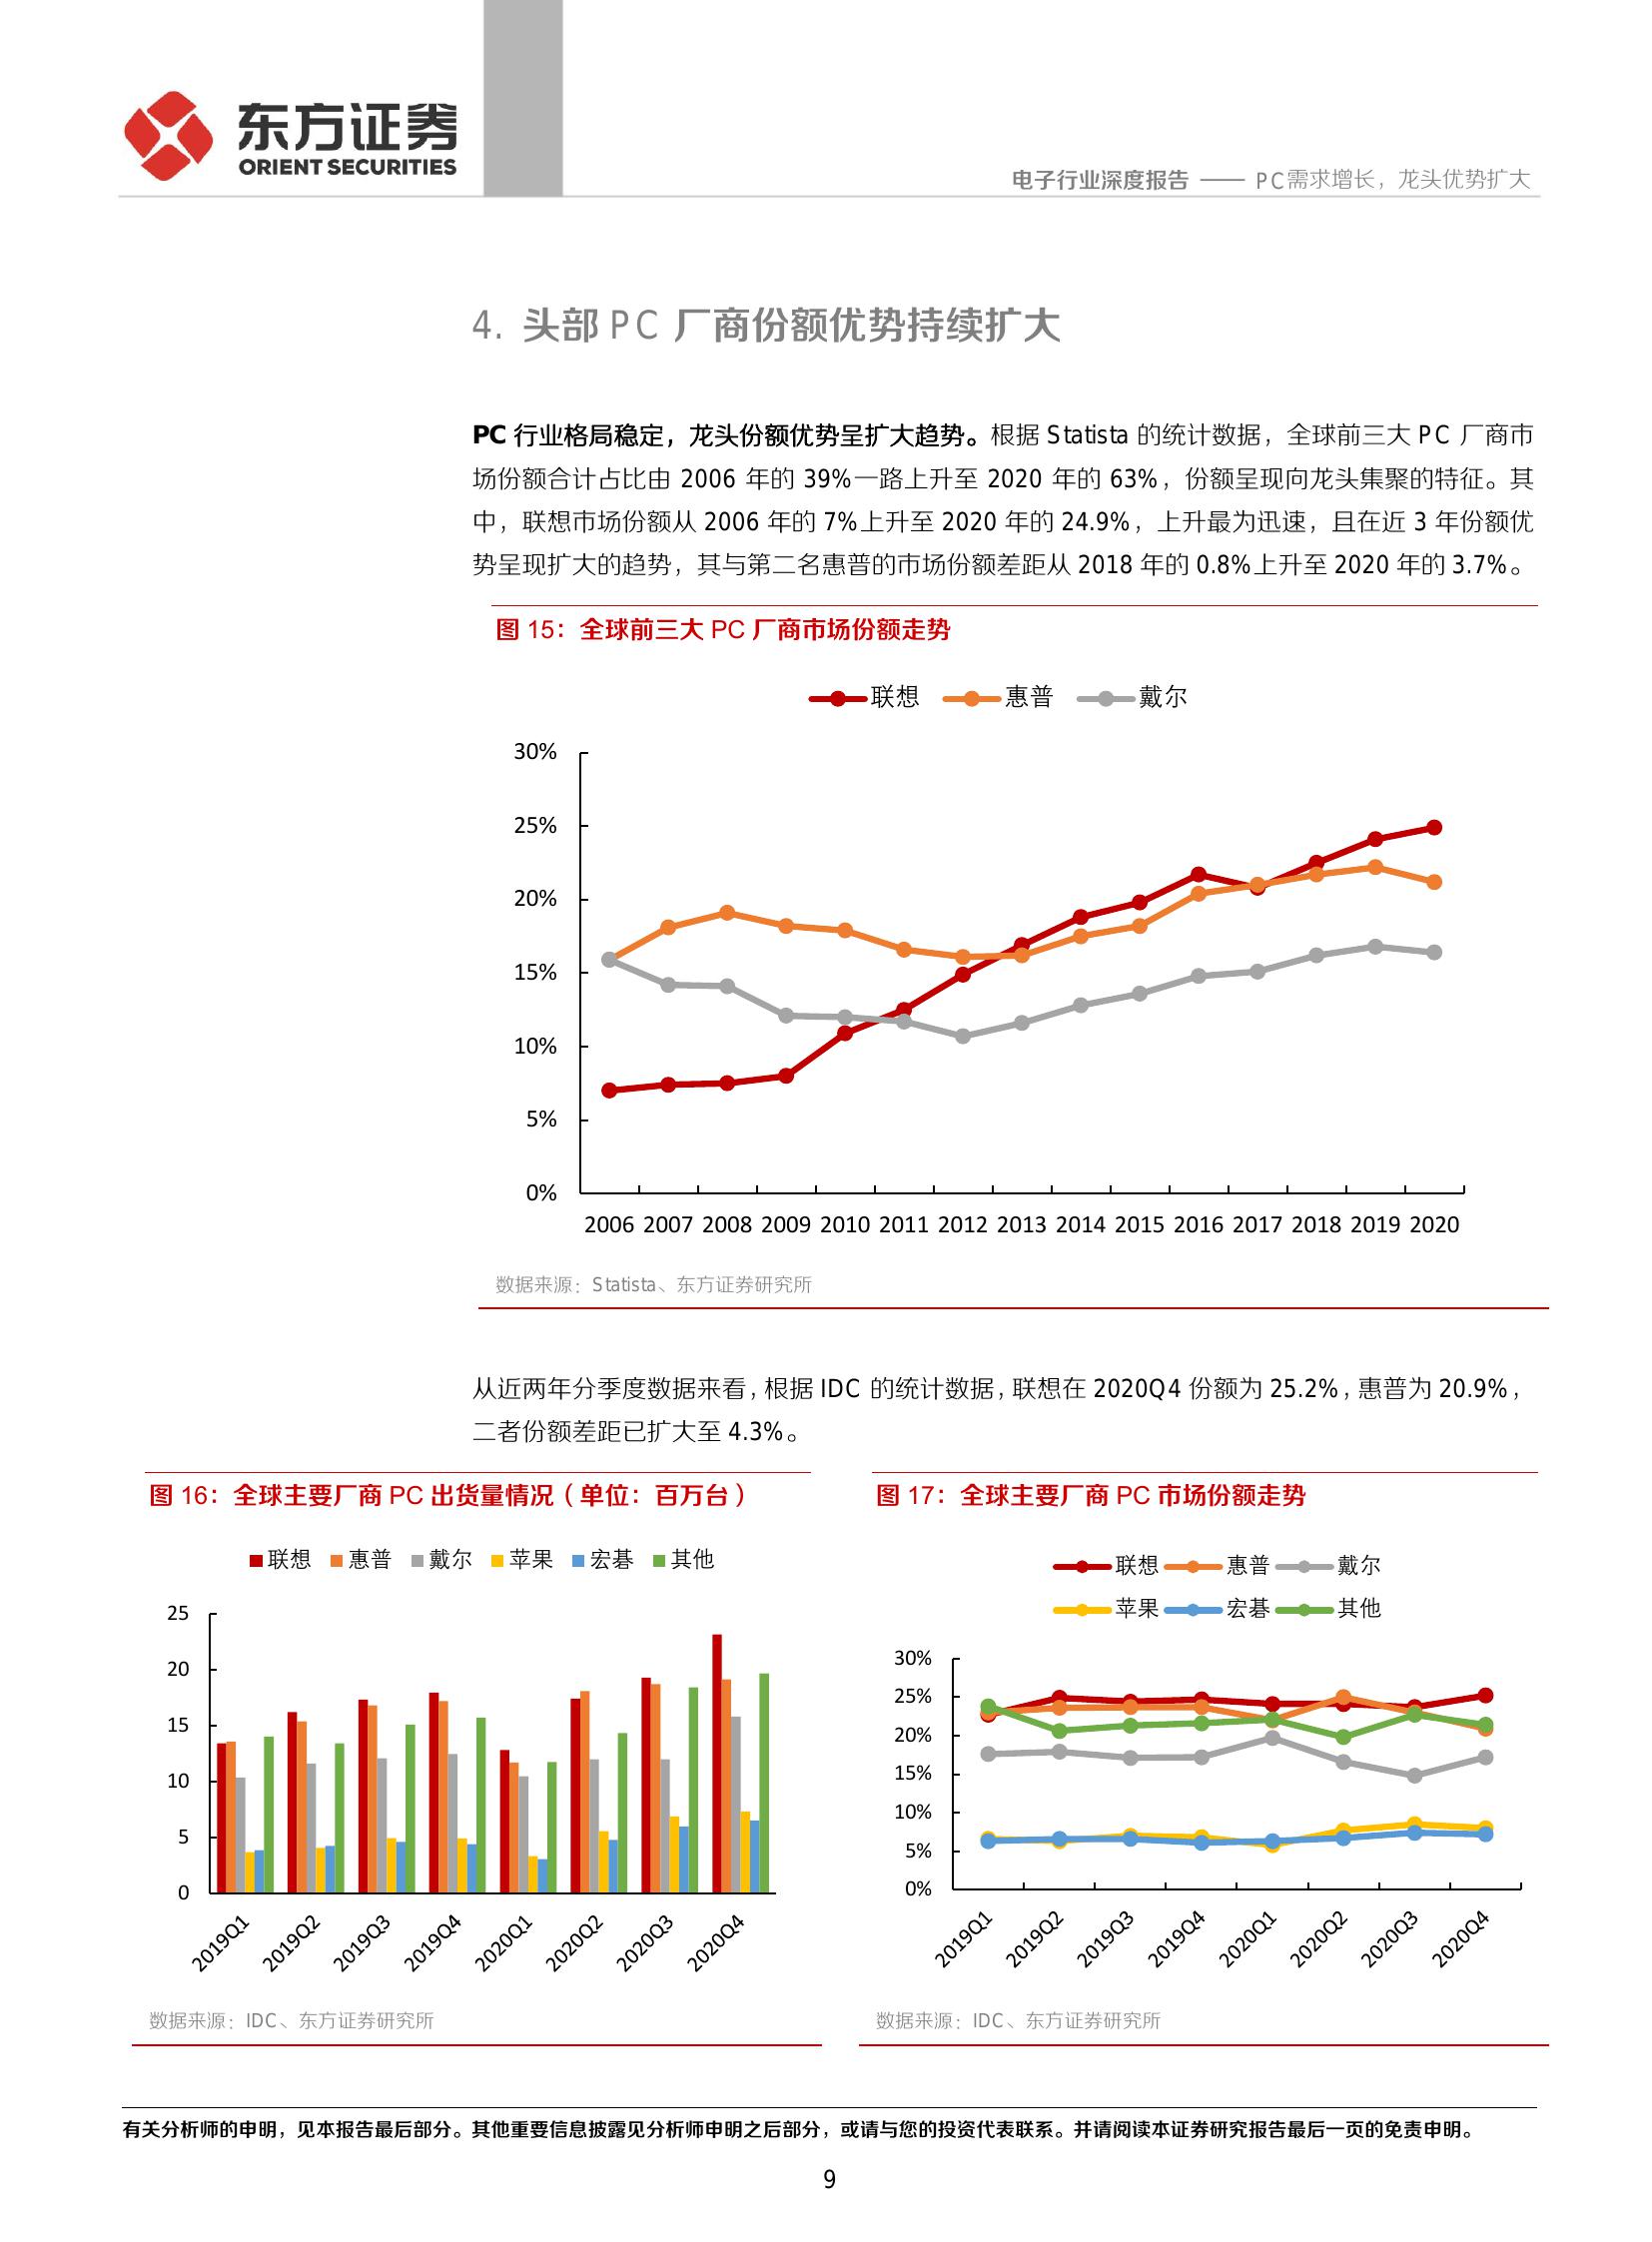 东方证券
ORIENT SECURITIES
电子行业深度报告 —— PC需求增长，龙头优势扩大
4. 头部 PC 厂商份额优势持续扩大
PC 行业格局稳定，龙头份额优势呈扩大趋势。根据 Statista 的统计数据，全球前三大 PC 厂商市
场份额合计占比由 2006 年的 39%一路上升至 2020 年的 63%，份额呈现向龙头集聚的特征。其
中，联想市场份额从 2006 年的 7%上升至 2020 年的 24.9%，上升最为迅速，且在近 3 年份额优
势呈现扩大的趋势，其与第二名惠普的市场份额差距从 2018 年的 0.8%上升至 2020 年的 3.7%。
图 15：全球前三大 PC 厂商市场份额走势
联想 惠普 戴尔
30%
25%
20%
15%
10%
5%
0%
2006 2007 2008 2009 2010 2011 2012 2013 2014 2015 2016 2017 2018 2019 2020
数据来源：Statista、东方证券研究所
从近两年分季度数据来看，根据 IDC 的统计数据，联想在 2020Q4 份额为 25.2%，惠普为 20.9%，
二者份额差距已扩大至 4.3%。
图 16：全球主要厂商 PC 出货量情况（单位：百万台）
联想 惠普 戴尔 苹果 宏碁 其他
25
20
15
10
5
0
2019Q1 2019Q2 2019Q3 2019Q4 2020Q1 2020Q2 2020Q3 2020Q4
数据来源：IDC、东方证券研究所
图 17：全球主要厂商 PC 市场份额走势
联想 惠普 戴尔
苹果 宏碁 其他
30%
25%
20%
15%
10%
5%
0%
2019Q1 2019Q2 2019Q3 2019Q4 2020Q1 2020Q2 2020Q3 2020Q4
数据来源：IDC、东方证券研究所
有关分析师的申明，见本报告最后部分。其他重要信息披露见分析师申明之后部分，或请与您的投资代表联系。并请阅读本证券研究报告最后一页的免责申明。
9